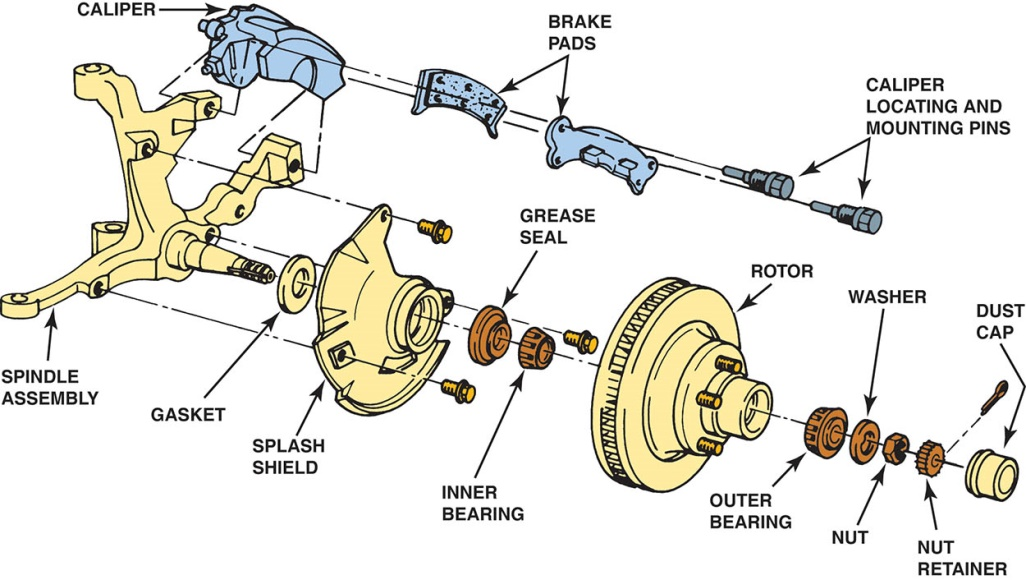 CALIPER
BRAKE
PADS
CALIPER
LOCATING AND
MOUNTING PINS
GREASE
SEAL
ROTOR
WASHER
DUST
CAP
SPINDLE
ASSEMBLY
GASKET
SPLASH
SHIELD
INNER
BEARING
OUTER
BEARING
NUT
NUT
RETAINER